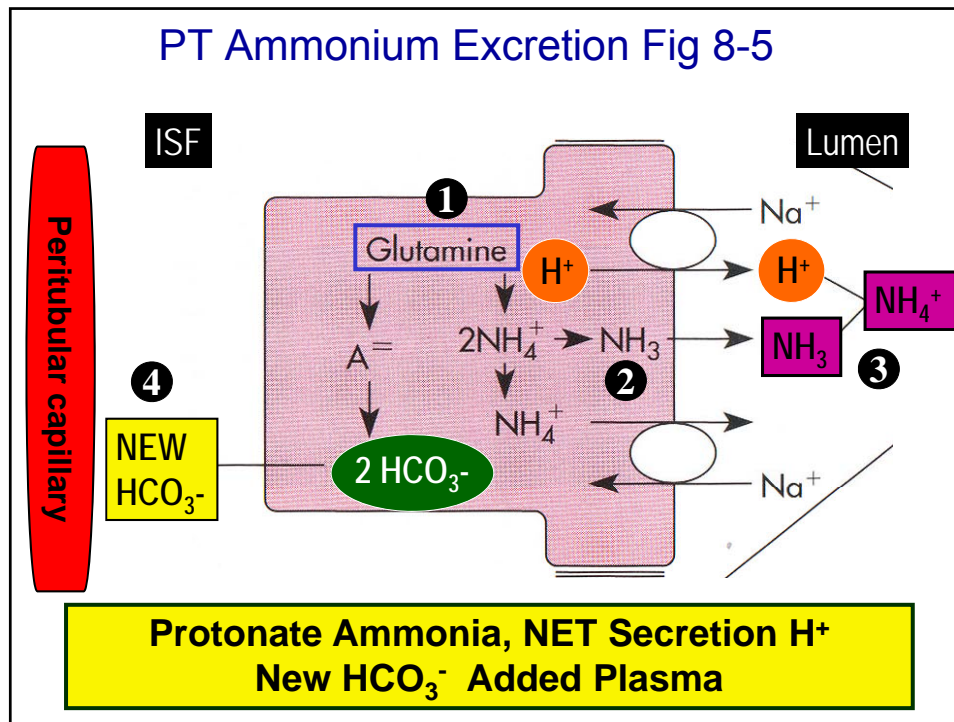 PT Ammonium Excretion Fig 8-5
ISF
Lumen
Peritubular capillary
1
Na⁺
Glutamine
H⁺
H⁺
NH₄⁺
A⁼
2NH₄⁺
NH₃
NH₃
2
3
4
NH₄⁺
NEW
HCO₃-
2 HCO₃-
Na⁺
Protonate Ammonia, NET Secretion H⁺
New HCO₃⁻ Added Plasma